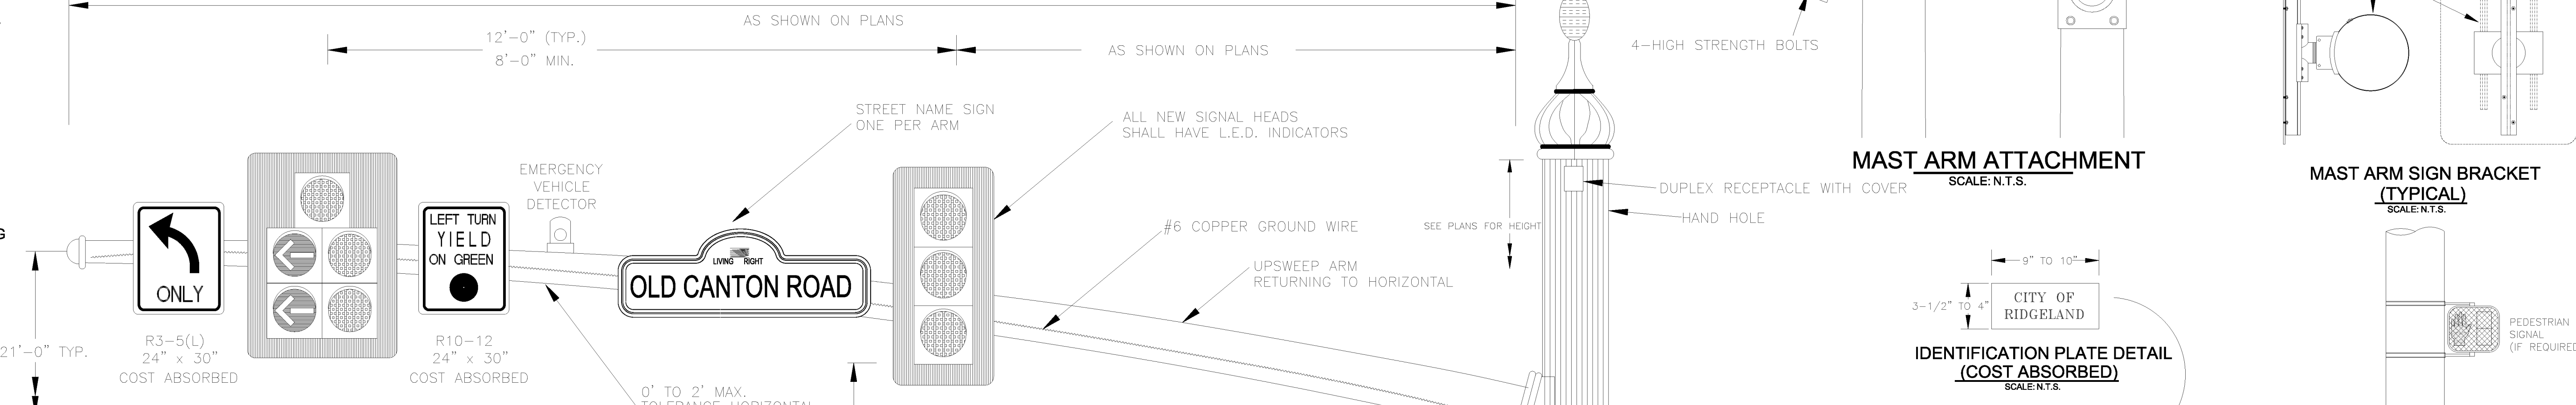 AS SHOWN ON PLANS
12'-0" (TYP.)
8'-0" MIN.
AS SHOWN ON PLANS
4-HIGH STRENGTH BOLTS
STREET NAME SIGN
ONE PER ARM
ALL NEW SIGNAL HEADS
SHALL HAVE L.E.D. INDICATORS
EMERGENCY
VEHICLE
DETECTOR
MAST ARM ATTACHMENT
SCALE: N.T.S.
MAST ARM SIGN BRACKET
(TYPICAL)
SCALE: N.T.S.
DUPLEX RECEPTACLE WITH COVER
HAND HOLE
SEE PLANS FOR HEIGHT
#6 COPPER GROUND WIRE
UPSWEEP ARM
RETURNING TO HORIZONTAL
G
ONLY
LEFT TURN
YIELD
ON GREEN
LIVING RIGHT
OLD CANTON ROAD
9" TO 10"
3-1/2" TO 4"
CITY OF
RIDGELAND
IDENTIFICATION PLATE DETAIL
(COST ABSORBED)
SCALE: N.T.S.
PEDESTRIAN
SIGNAL
(IF REQUIRED
21'-0" TYP.
R3-5(L)
24" x 30"
COST ABSORBED
R10-12
24" x 30"
COST ABSORBED
0' TO 2' MAX.
TOLERANCE HORIZONTAL